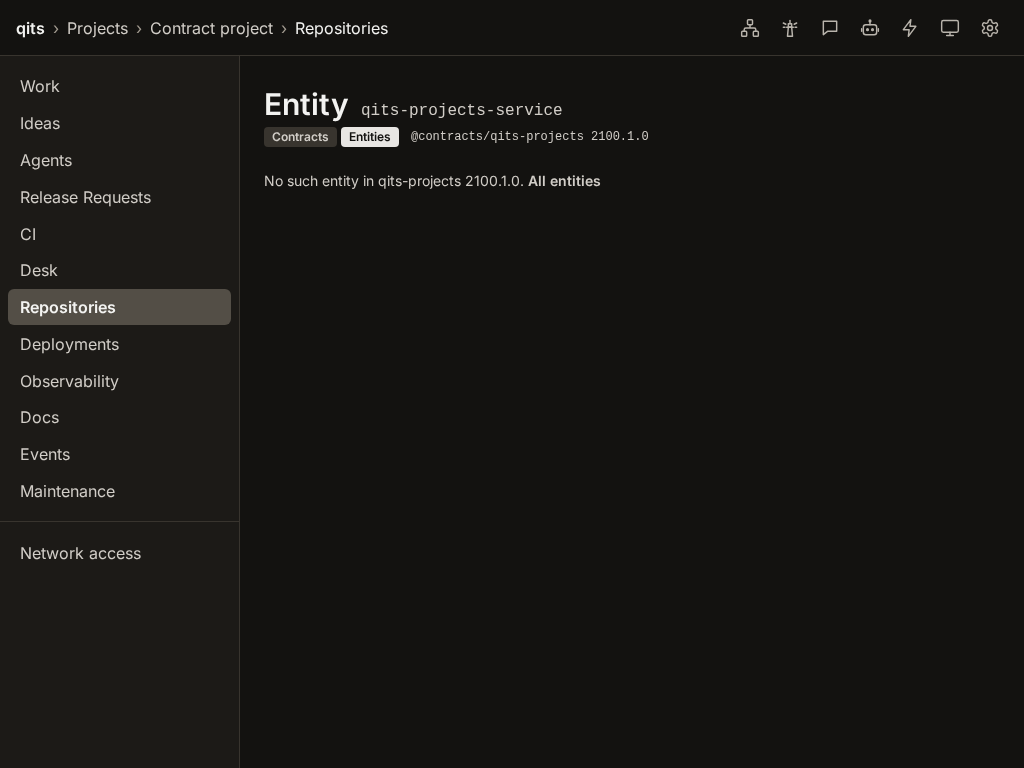 qits › Projects › Contract project › Repositories
Work
Ideas
Agents
Release Requests
CI
Desk
Repositories
Deployments
Observability
Docs
Events
Maintenance
Network access
Entity qits-projects-service
Contracts Entities @contracts/qits-projects 2100.1.0
No such entity in qits-projects 2100.1.0. All entities